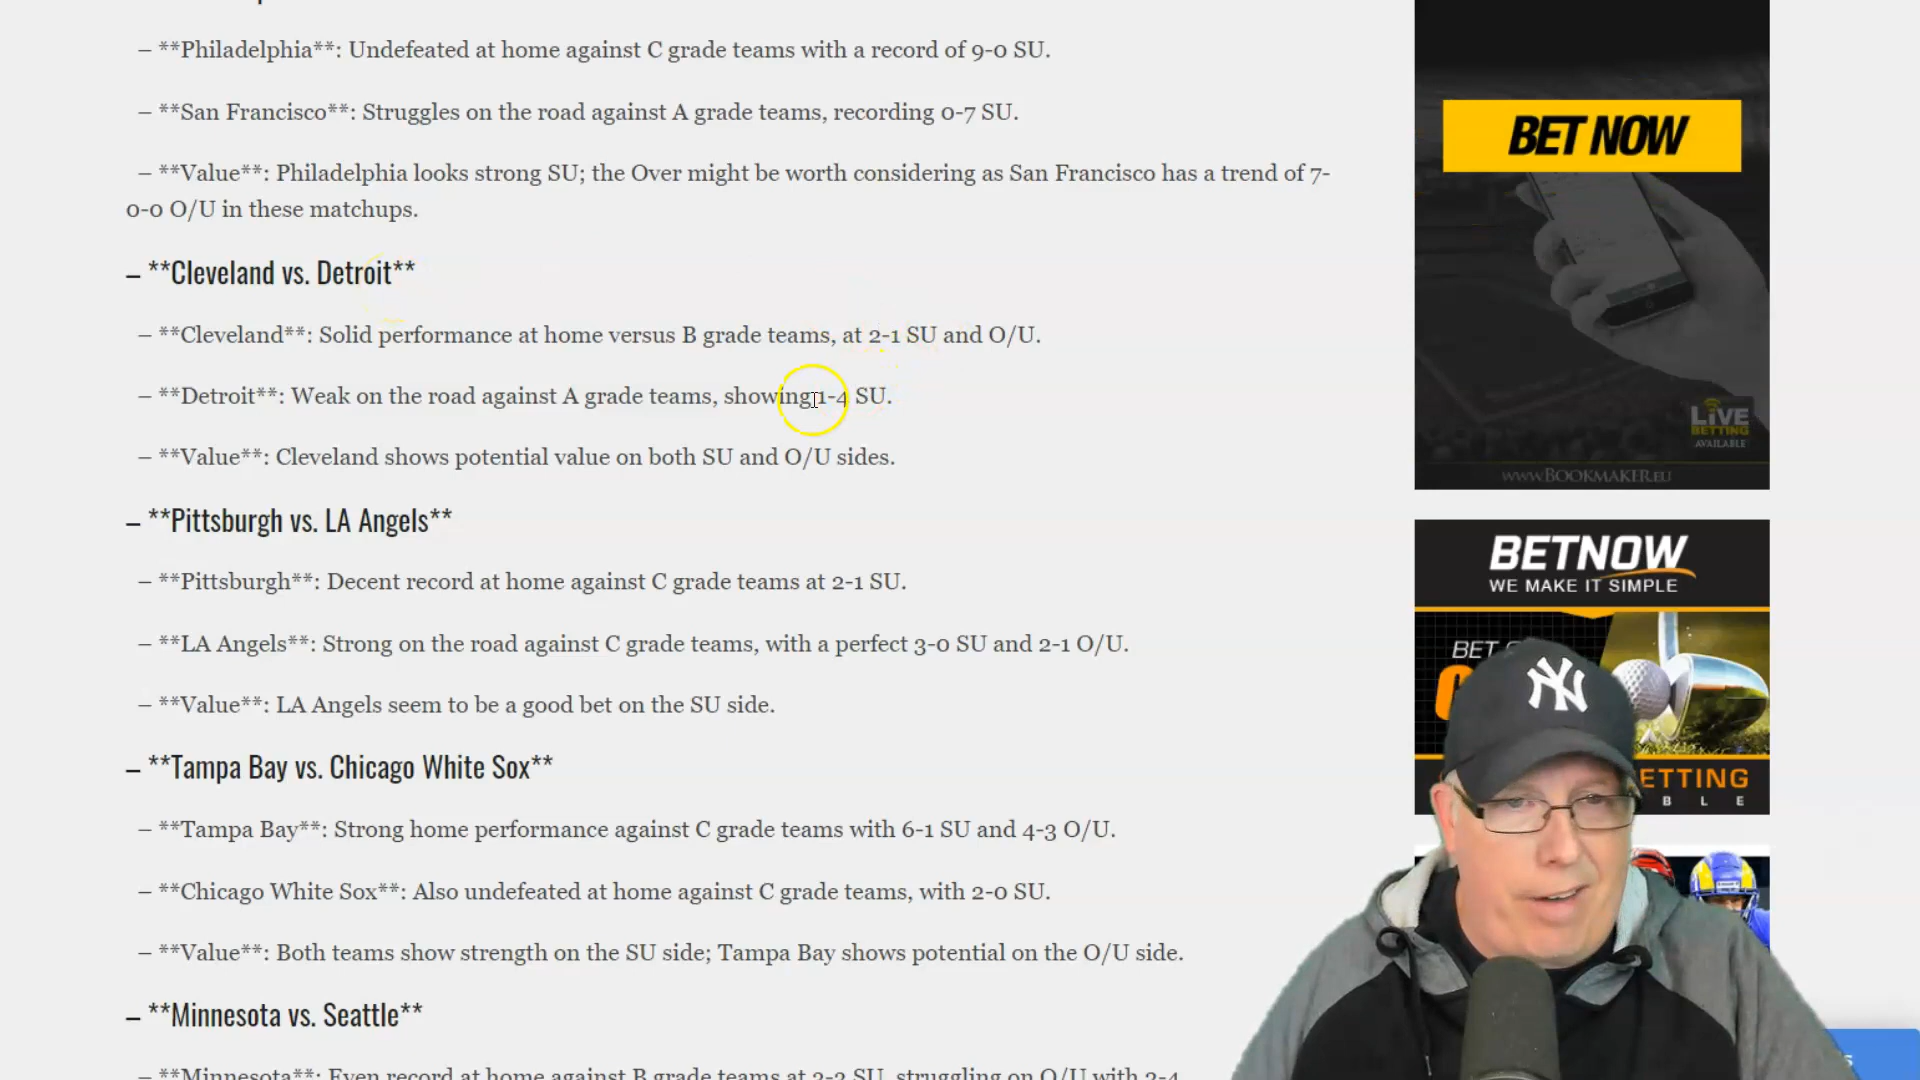 – **Philadelphia**: Undefeated at home against C grade teams with a record of 9-0 SU.
– **San Francisco**: Struggles on the road against A grade teams, recording 0-7 SU.
– **Value**: Philadelphia looks strong SU; the Over might be worth considering as San Francisco has a trend of 7-
0-0 O/U in these matchups.
– **Cleveland vs. Detroit**
– **Cleveland**: Solid performance at home versus B grade teams, at 2-1 SU and O/U.
– **Detroit**: Weak on the road against A grade teams, showing 1-4 SU.
– **Value**: Cleveland shows potential value on both SU and O/U sides.
– **Pittsburgh vs. LA Angels**
– **Pittsburgh**: Decent record at home against C grade teams at 2-1 SU.
– **LA Angels**: Strong on the road against C grade teams, with a perfect 3-0 SU and 2-1 O/U.
– **Value**: LA Angels seem to be a good bet on the SU side.
– **Tampa Bay vs. Chicago White Sox**
– **Tampa Bay**: Strong home performance against C grade teams with 6-1 SU and 4-3 O/U.
– **Chicago White Sox**: Also undefeated at home against C grade teams, with 2-0 SU.
– **Value**: Both teams show strength on the SU side; Tampa Bay shows potential on the O/U side.
– **Minnesota vs. Seattle**
– **Minnesota**: Even record at home against B grade teams at
BET NOW
LIVE
BETTING
AVAILABLE
WWW.BOOKMAKER.EU
BETNOW
WE MAKE IT SIMPLE
BET
ETTING
B L E
NY